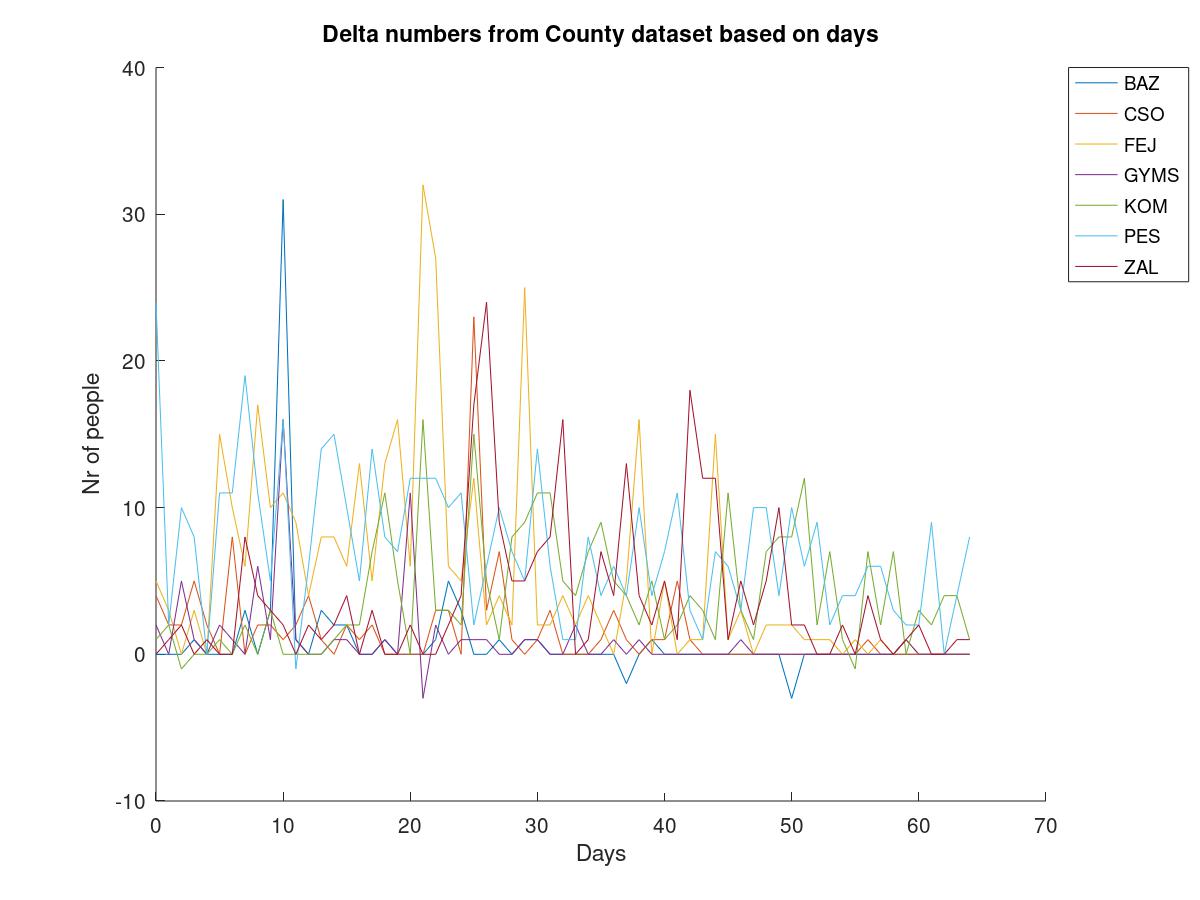 Delta numbers from County dataset based on days
40
30
20
10
0
-10
Nr of people
0 10 20 30 40 50 60 70
Days
BAZ
CSO
FEJ
GYMS
KOM
PES
ZAL